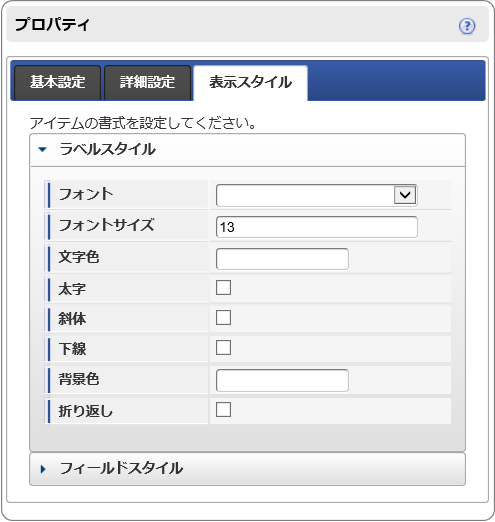 プロパティ
?
基本設定 詳細設定 表示スタイル
アイテムの書式を設定してください。
ラベルスタイル
フォント
フォントサイズ 13
文字色
太字
斜体
下線
背景色
折り返し
フィールドスタイル